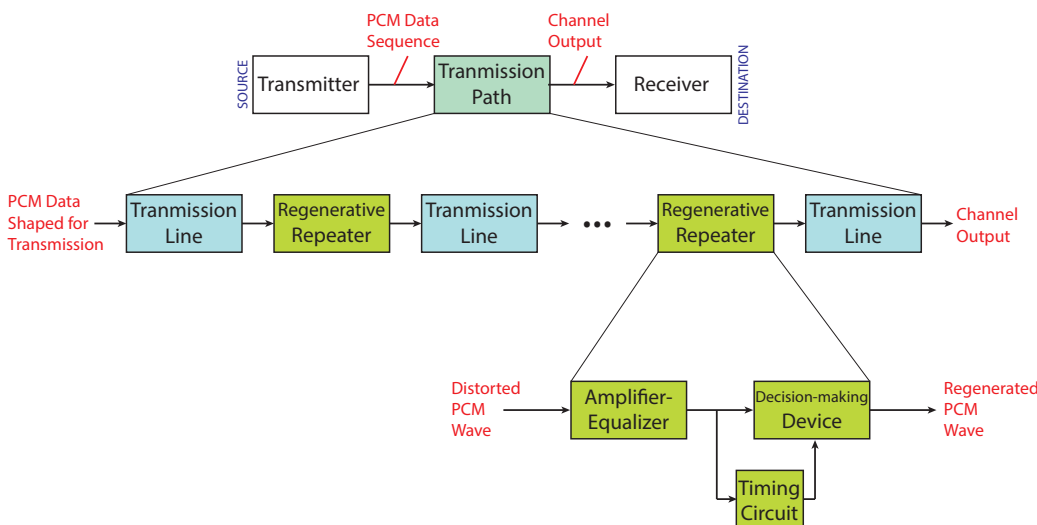 PCM Data
Sequence
Channel
Output
SOURCE
Transmitter
Tranmission
Path
Receiver
DESTINATION
PCM Data
Shaped for
Transmission
Tranmission
Line
Regenerative
Repeater
Tranmission
Line
•••
Regenerative
Repeater
Tranmission
Line
Channel
Output
Distorted
PCM
Wave
Amplifier-
Equalizer
Decision-making
Device
Regenerated
PCM
Wave
Timing
Circuit